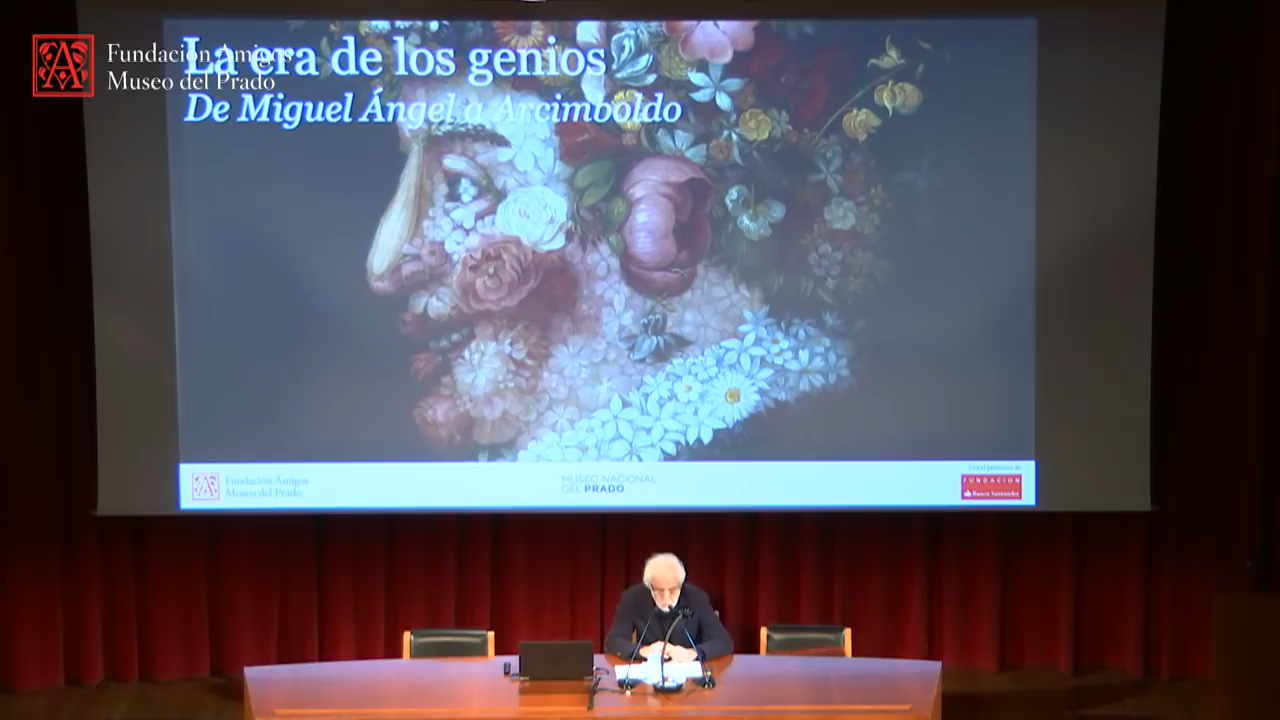 Fundación Amigos
Museo del Prado
La era de los genios
De Miguel Ángel a Arcimboldo
Fundación Amigos
Museo del Prado
MUSEO NACIONAL
DEL PRADO
FUNDACIÓN
Banco Santander